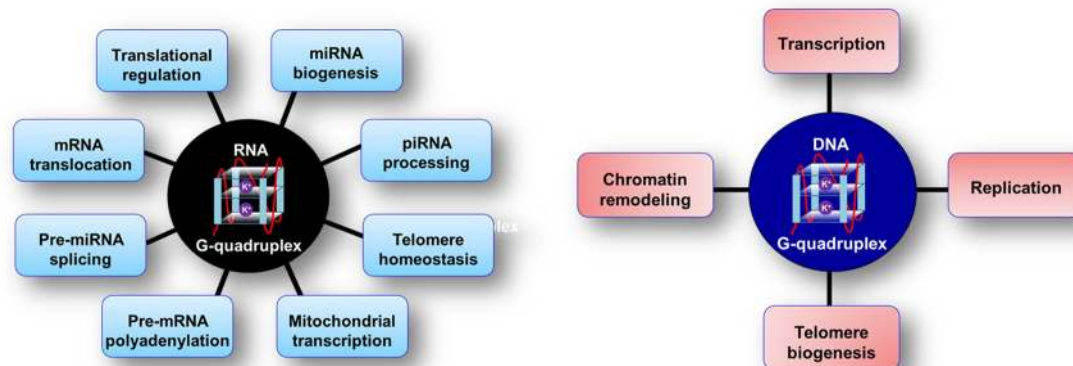 Translational
regulation
miRNA
biogenesis
mRNA
translocation
RNA
K+
K+
G-quadruplex
piRNA
processing
Pre-miRNA
splicing
Telomere
homeostasis
Pre-mRNA
polyadenylation
Mitochondrial
transcription
Transcription
Chromatin
remodeling
DNA
K+
K+
G-quadruplex
Replication
Telomere
biogenesis